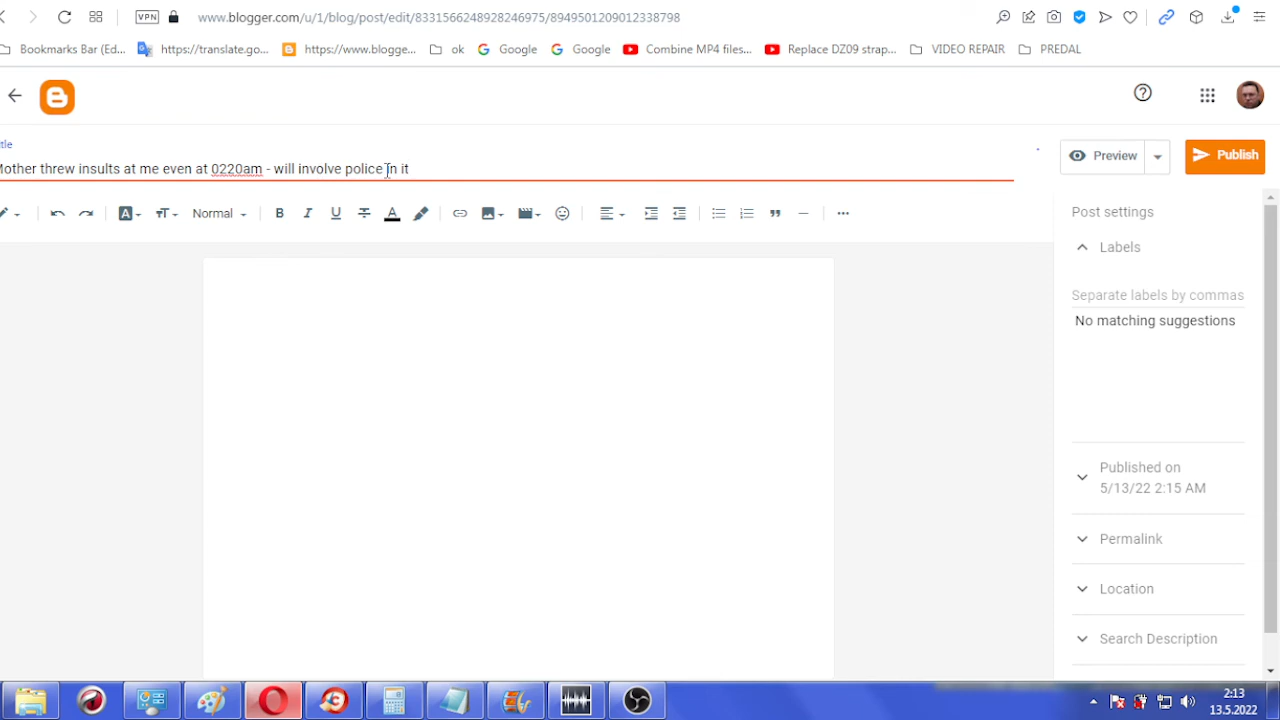 VPN
www.blogger.com/u/1/blog/post/edit/8331566248928246975/8949501209012338798
Bookmarks Bar (Ed...
https://translate.go...
https://www.blogge...
ok
Google
Google
Combine MP4 files...
Replace DZ09 strap...
VIDEO REPAIR
PREDAL
Mother threw insults at me even at 0220am - will involve police in it
Preview
Publish
Normal
Post settings
Labels
Separate labels by commas
No matching suggestions
Published on
5/13/22 2:15 AM
Permalink
Location
Search Description
2:13
13.5.2022